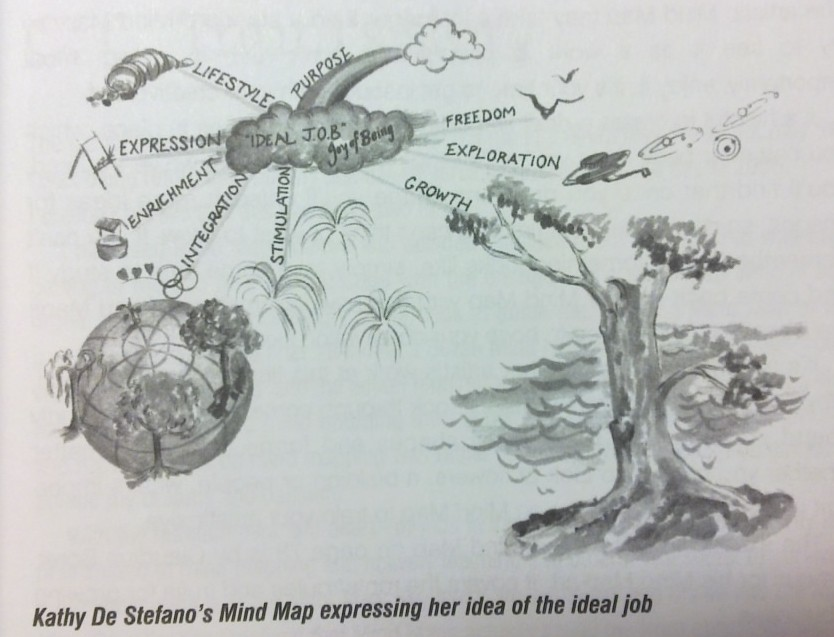 LIFESTYLE
PURPOSE
EXPRESSION
"IDEAL J.O.B."
Joy of Being
FREEDOM
EXPLORATION
GROWTH
ENRICHMENT
INTEGRATION
STIMULATION
Kathy De Stefano's Mind Map expressing her idea of the ideal job